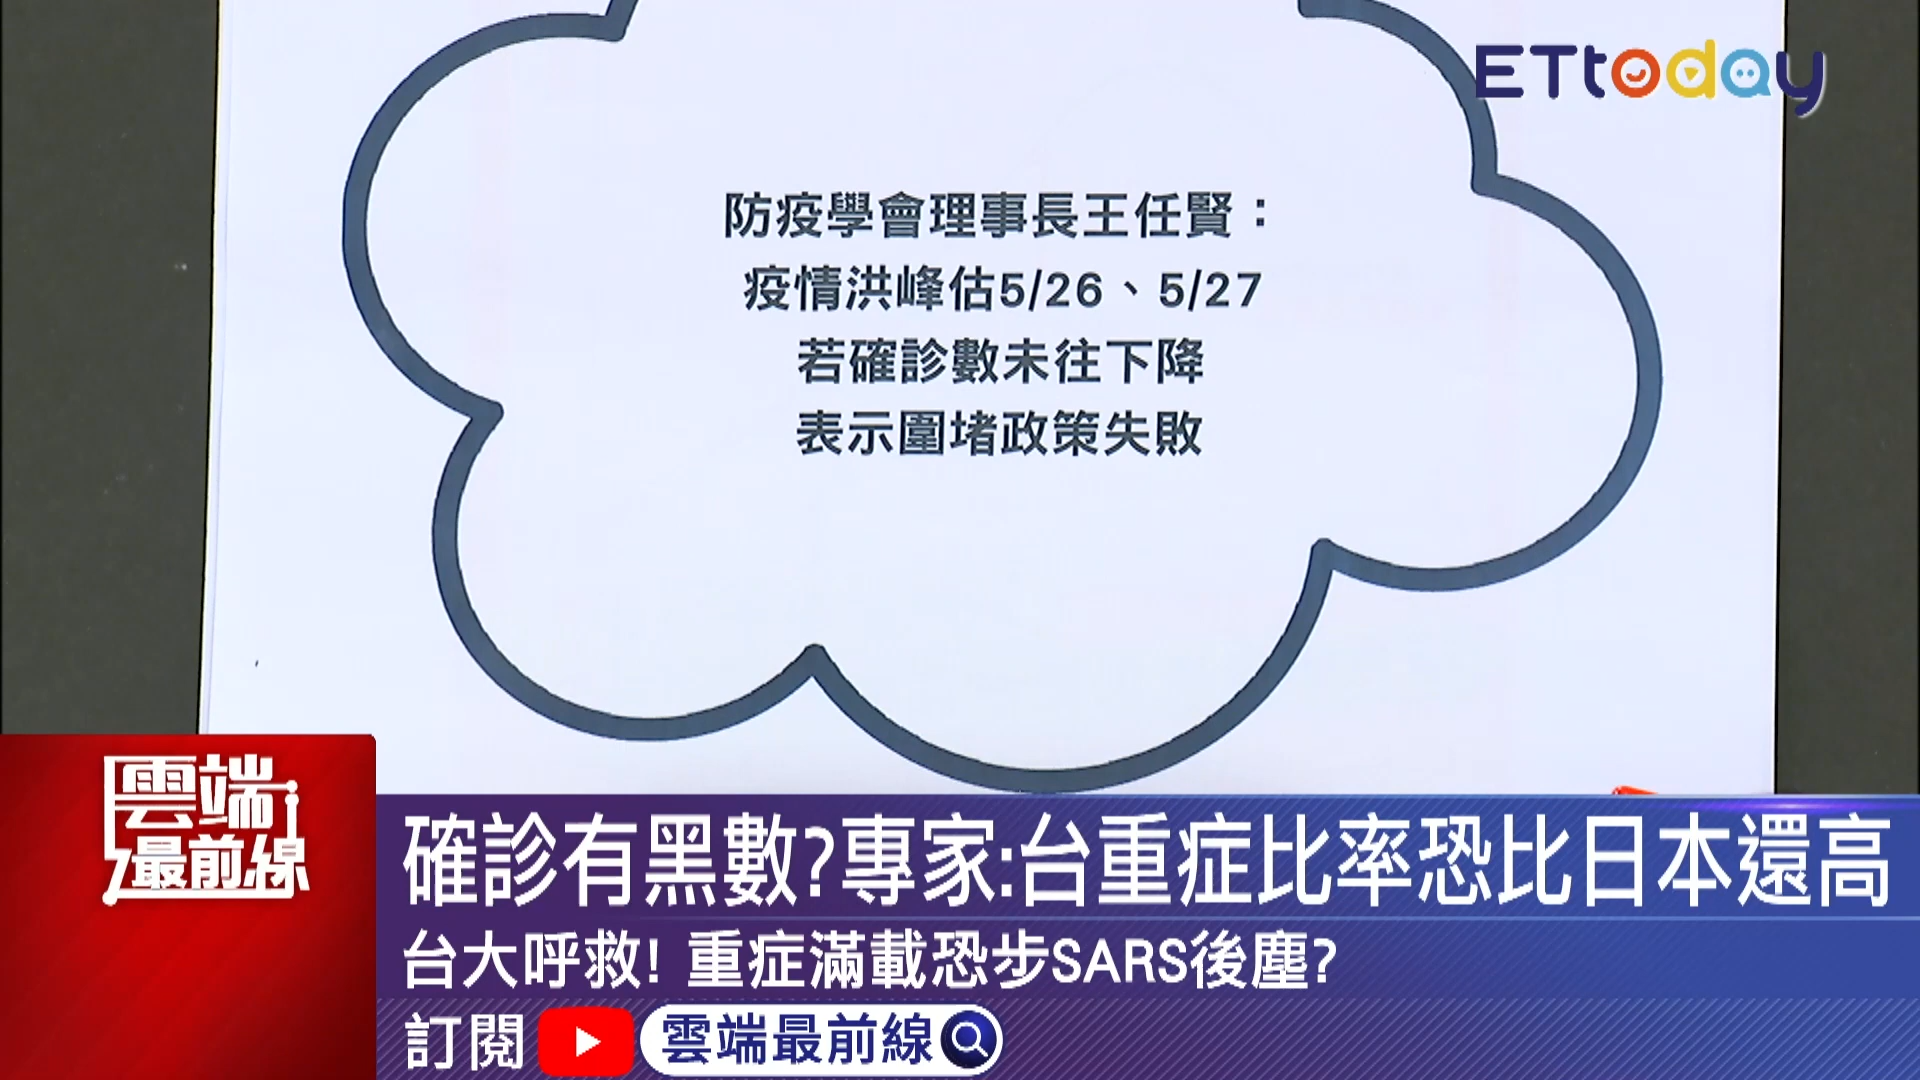 ETtoday
防疫學會理事長王任賢：
疫情洪峰估5/26、5/27
若確診數未往下降
表示圍堵政策失敗
雲端
最前線
確診有黑數?專家:台重症比率恐比日本還高
台大呼救! 重症滿載恐步SARS後塵?
訂閱 雲端最前線